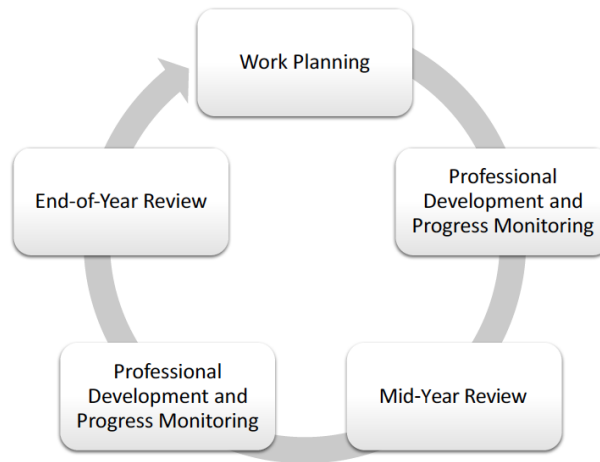 Work Planning
Professional
Development and
Progress Monitoring
Mid-Year Review
Professional
Development and
Progress Monitoring
End-of-Year Review